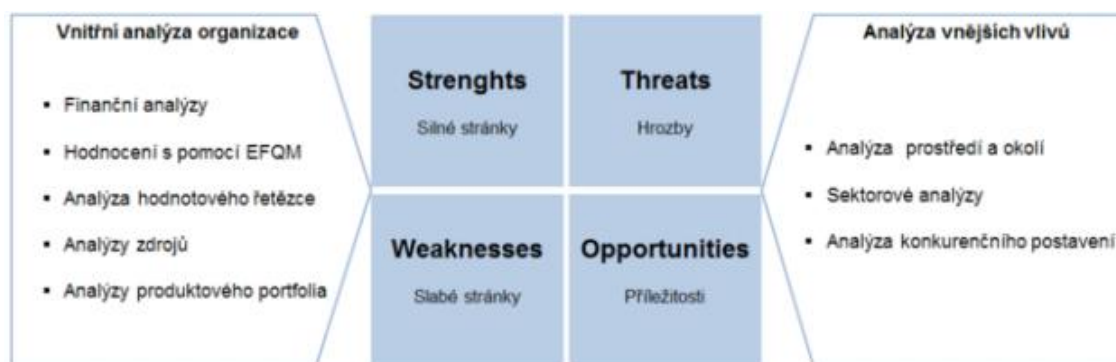 Vnitřní analýza organizace
▪ Finanční analýzy
▪ Hodnocení s pomocí EFQM
▪ Analýza hodnotového řetězce
▪ Analýzy zdrojů
▪ Analýzy produktového portfolia
Strenghts
Silné stránky
Threats
Hrozby
Weaknesses
Slabé stránky
Opportunities
Příležitosti
Analýza vnějších vlivů
▪ Analýza prostředí a okolí
▪ Sektorové analýzy
▪ Analýza konkurenčního postavení